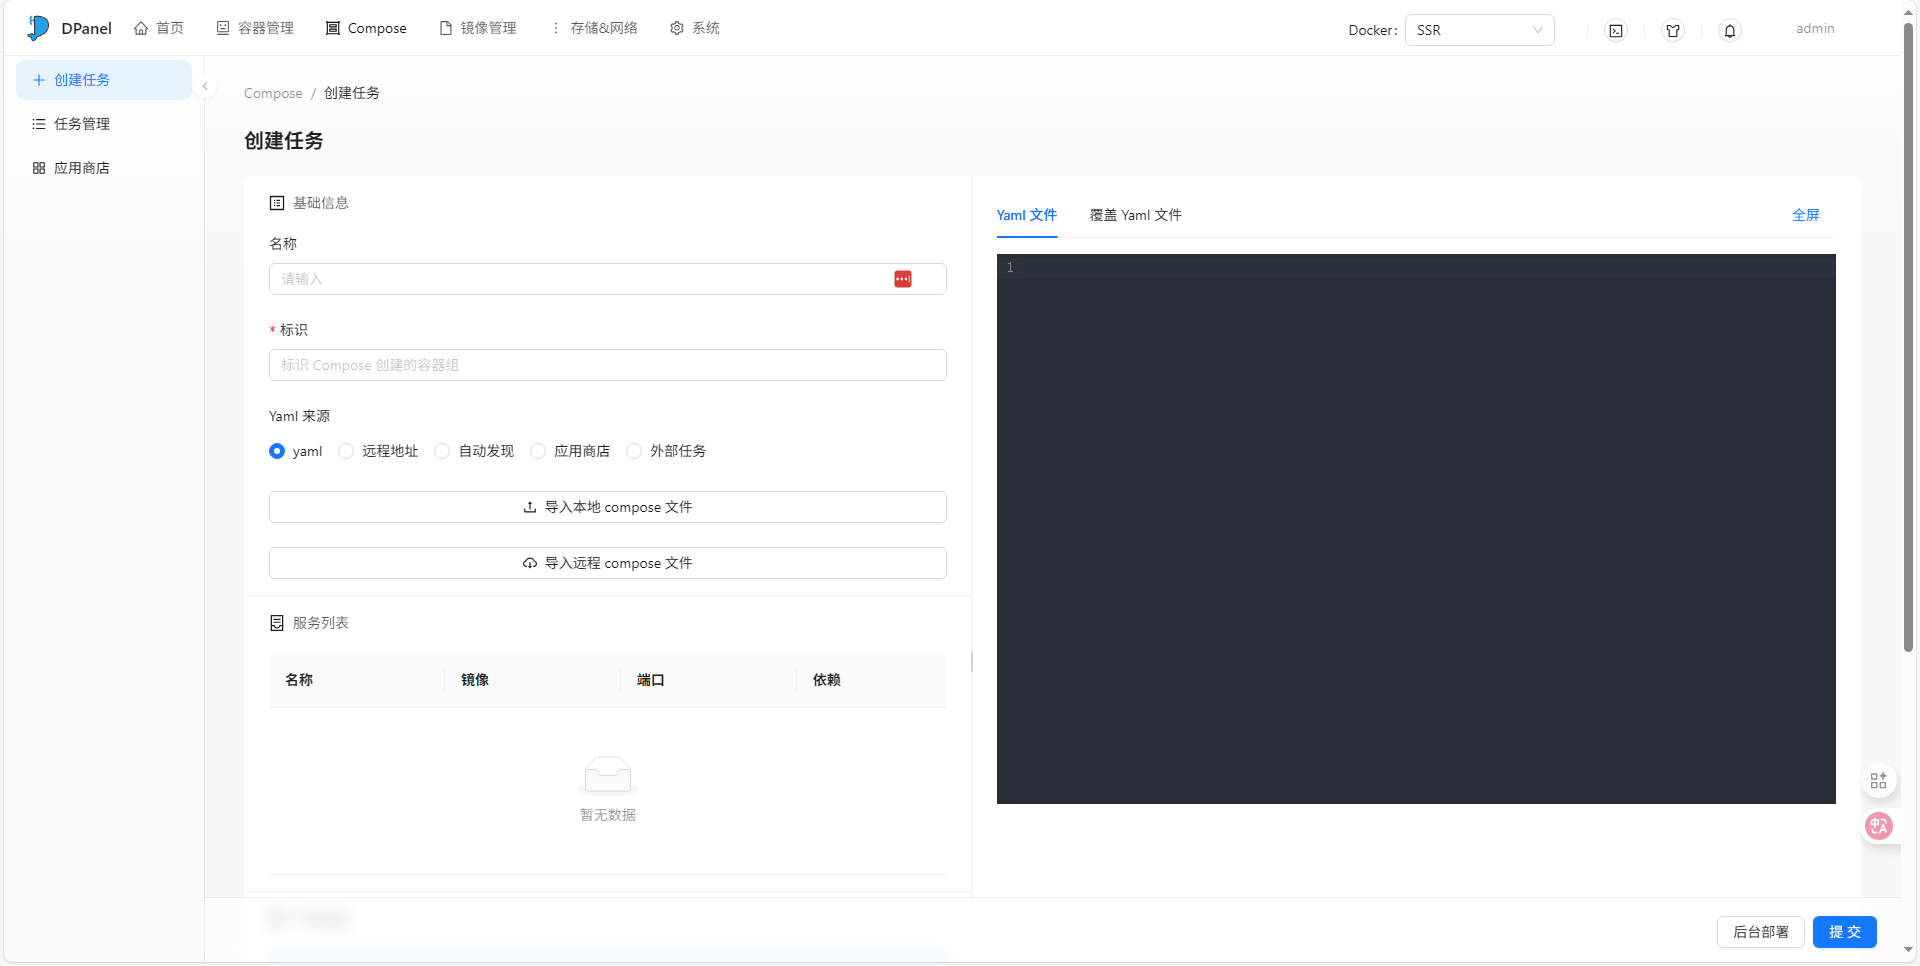 DPanel 首页 容器管理 Compose 镜像管理 存储&网络 系统 Docker: SSR admin
创建任务
任务管理
应用商店
Compose / 创建任务
创建任务
基础信息
名称
请输入
* 标识
标识 Compose 创建的容器组
Yaml 来源
yaml 远程地址 自动发现 应用商店 外部任务
导入本地 compose 文件
导入远程 compose 文件
服务列表
名称 镜像 端口 依赖
暂无数据
Yaml 文件 覆盖 Yaml 文件 全屏
1
后台部署 提 交